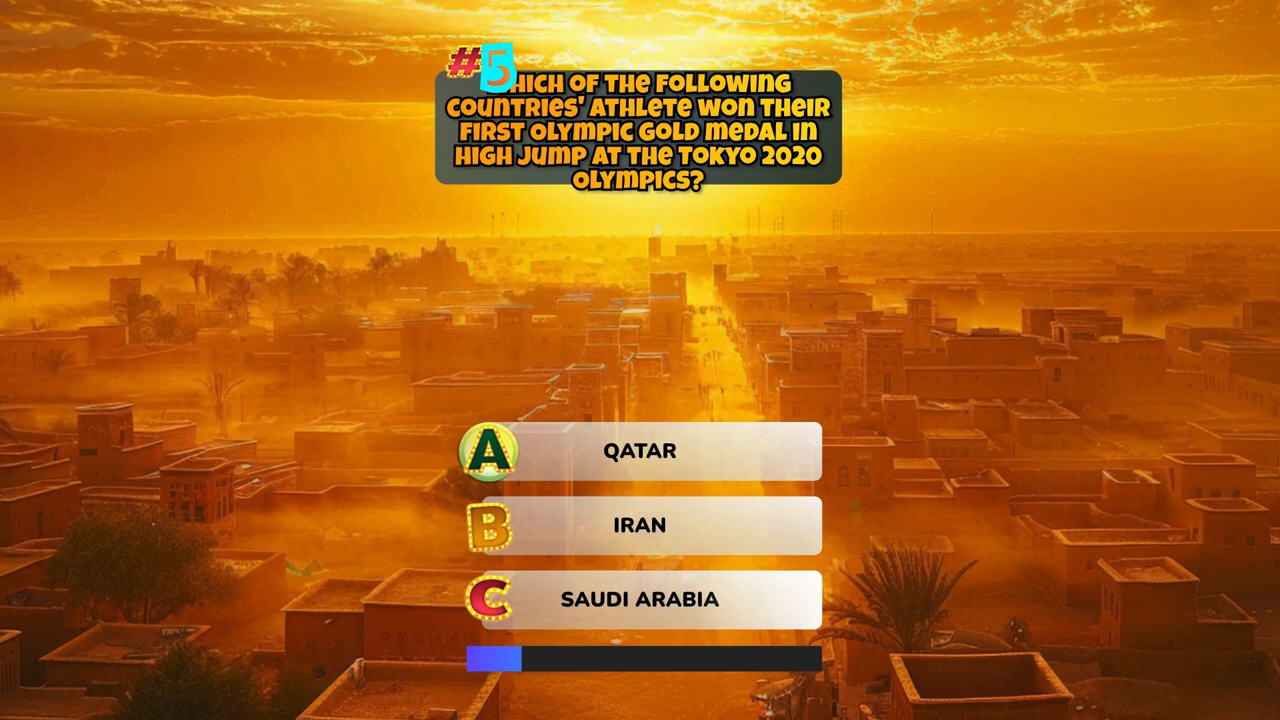 #5
WHICH OF THE FOLLOWING
COUNTRIES' ATHLETE WON THEIR
FIRST OLYMPIC GOLD MEDAL IN
HIGH JUMP AT THE TOKYO 2020
OLYMPICS?
A QATAR
B IRAN
C SAUDI ARABIA